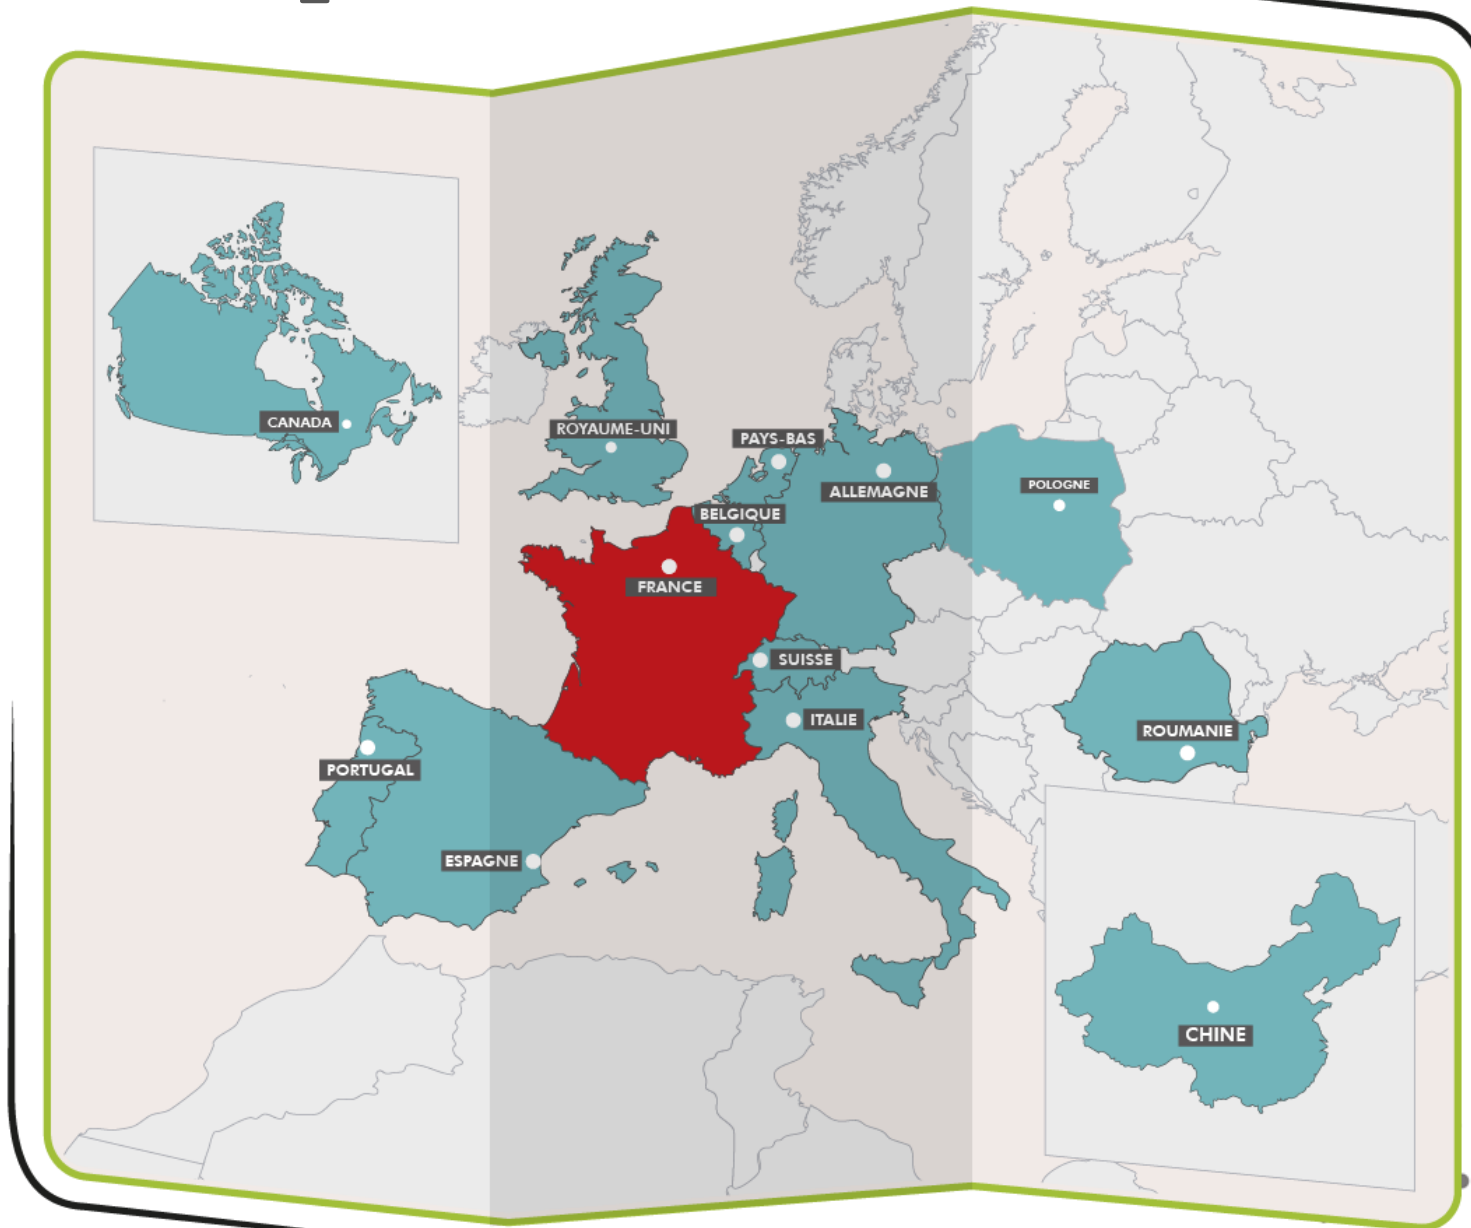 CANADA
ROYAUME-UNI
PAYS-BAS
ALLEMAGNE
POLOGNE
BELGIQUE
FRANCE
SUISSE
ITALIE
ROUMANIE
PORTUGAL
ESPAGNE
CHINE